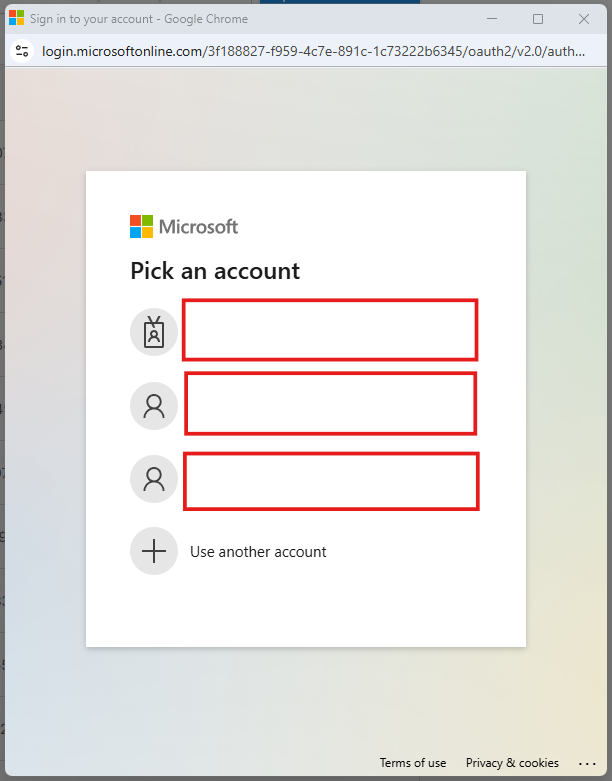 Sign in to your account - Google Chrome
login.microsoftonline.com/3f188827-f959-4c7e-891c-1c73222b6345/oauth2/v2.0/auth...
Microsoft
Pick an account
Use another account
Terms of use
Privacy & cookies
...